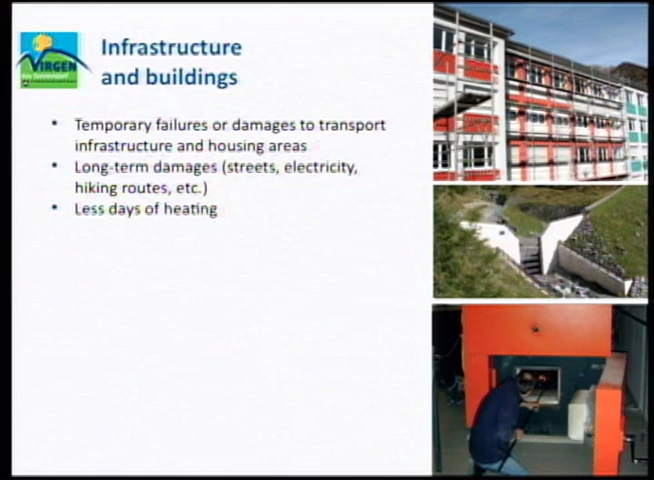 VIRGEN
Infrastructure
and buildings
• Temporary failures or damages to transport
infrastructure and housing areas
• Long-term damages (streets, electricity,
hiking routes, etc.)
• Less days of heating